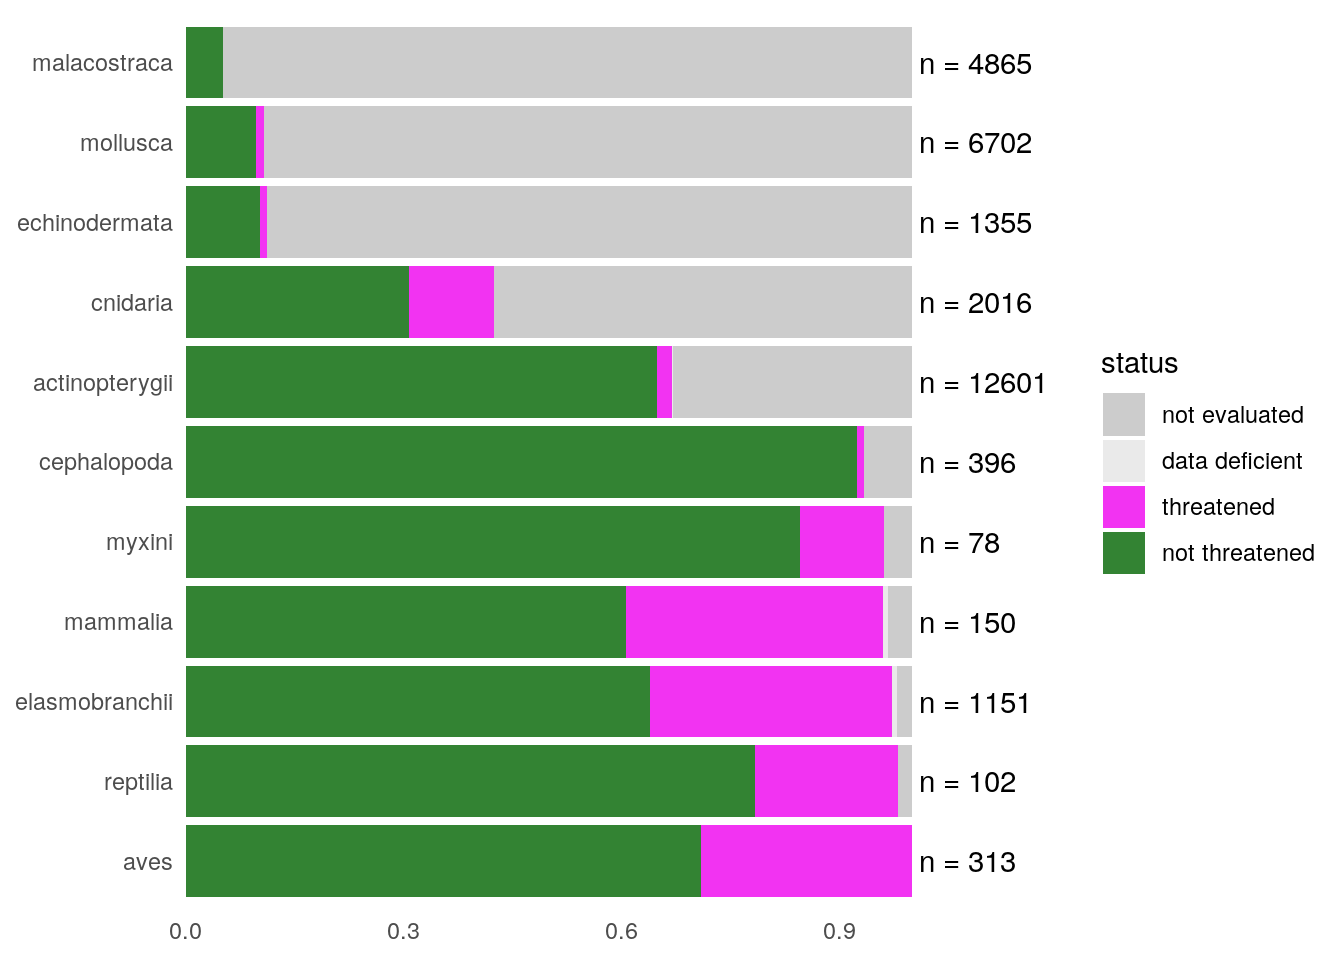 malacostraca n = 4865
mollusca n = 6702
echinodermata n = 1355
cnidaria n = 2016
actinopterygii n = 12601
cephalopoda n = 396
myxini n = 78
mammalia n = 150
elasmobranchii n = 1151
reptilia n = 102
aves n = 313
0.0 0.3 0.6 0.9
status
not evaluated
data deficient
threatened
not threatened